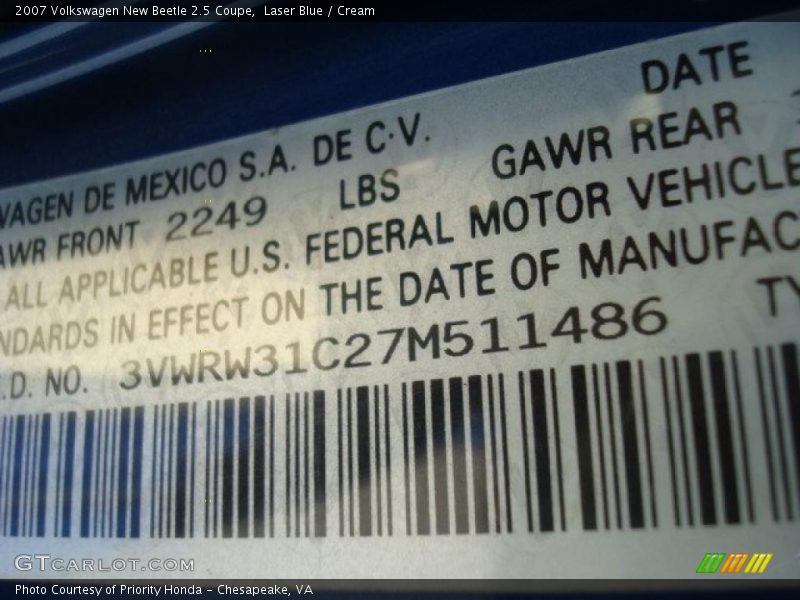 2007 Volkswagen New Beetle 2.5 Coupe,  Laser Blue / Cream
DATE
WAGEN DE MEXICO S.A. DE C.V.
AWR FRONT 2249 LBS GAWR REAR
ALL APPLICABLE U.S. FEDERAL MOTOR VEHICLE
NDARDS IN EFFECT ON THE DATE OF MANUFAC
.D. NO. 3VWRW31C27M511486 TY
GTCARLOT.COM
Photo Courtesy of Priority Honda - Chesapeake, VA